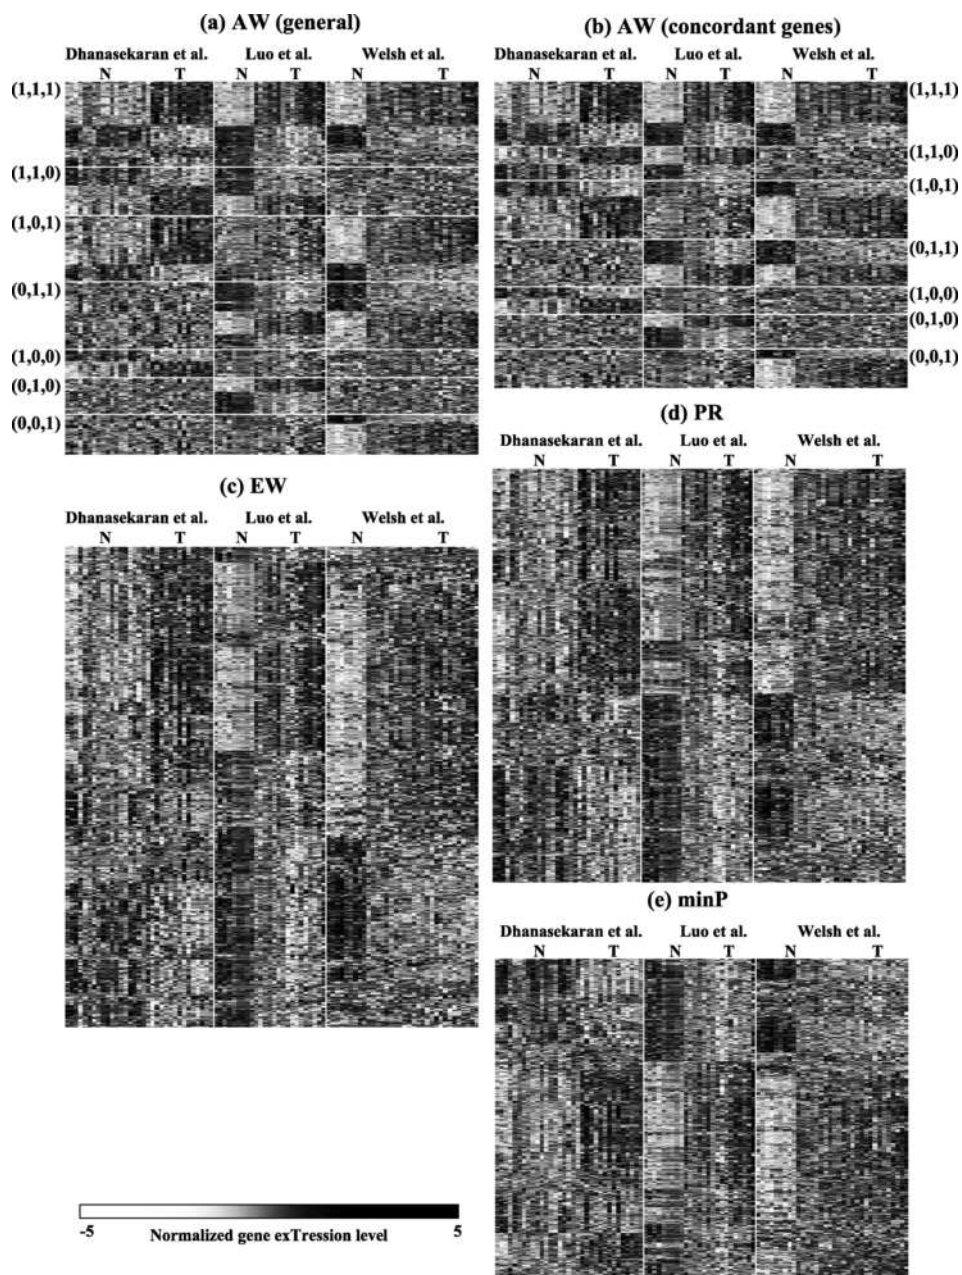 (a) AW (general)
Dhanasekaran et al. Luo et al. Welsh et al.
N T N T N T
(1,1,1)
(1,1,0)
(1,0,1)
(0,1,1)
(1,0,0)
(0,1,0)
(0,0,1)
(b) AW (concordant genes)
Dhanasekaran et al. Luo et al. Welsh et al.
N T N T N T
(1,1,1)
(1,1,0)
(1,0,1)
(0,1,1)
(1,0,0)
(0,1,0)
(0,0,1)
(c) EW
Dhanasekaran et al. Luo et al. Welsh et al.
N T N T N T
(d) PR
Dhanasekaran et al. Luo et al. Welsh et al.
N T N T N T
(e) minP
Dhanasekaran et al. Luo et al. Welsh et al.
N T N T N T
-5 5
Normalized gene exTression level